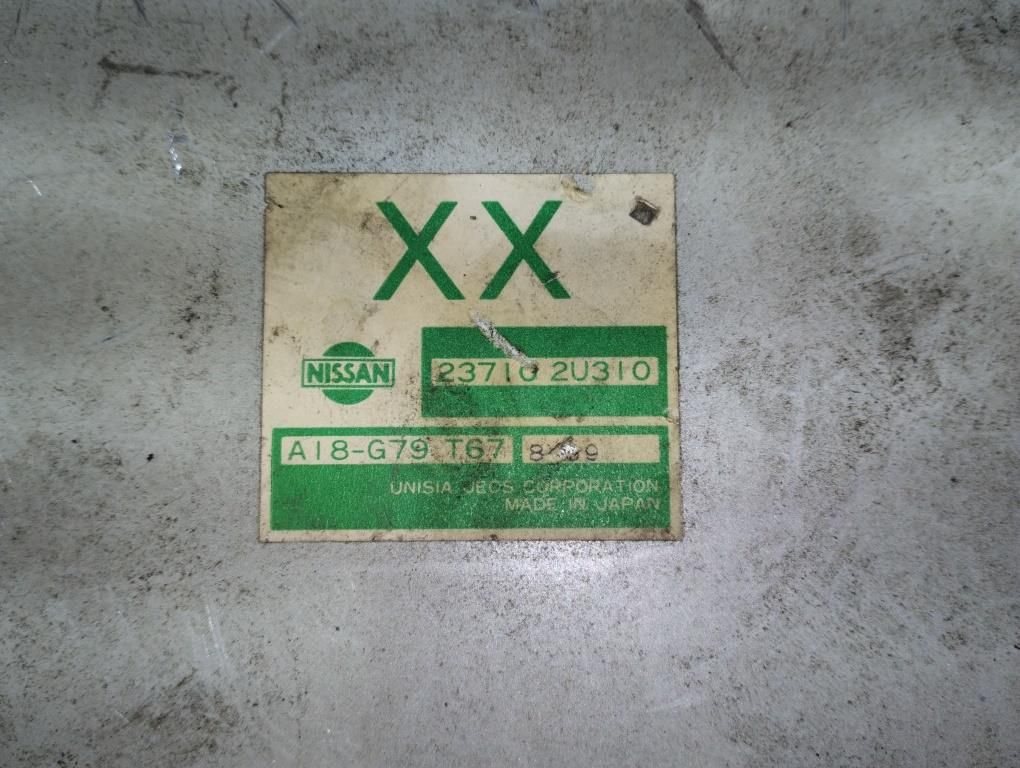 XX
NISSAN
23710 2U310
A18-G79 T67
UNISIA JECS CORPORATION
MADE IN JAPAN